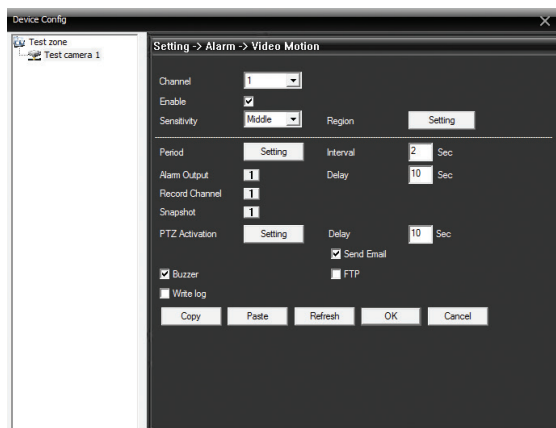 Device Config
Test zone
Test camera 1
Setting -> Alarm -> Video Motion
Channel 1
Enable
Sensitivity Middle Region Setting
Period Setting Interval 2 Sec
Alarm Output 1 Delay 10 Sec
Record Channel 1
Snapshot 1
PTZ Activation Setting Delay 10 Sec
Send Email
Buzzer FTP
Write log
Copy Paste Refresh OK Cancel